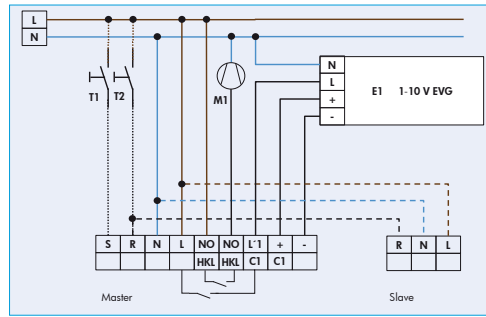 L
N
T1 T2
M1
N
L
+
-
E1 1-10 V EVG
S R N L NO NO L´1 + -
HKL HKL C1 C1
R N L
Master
Slave